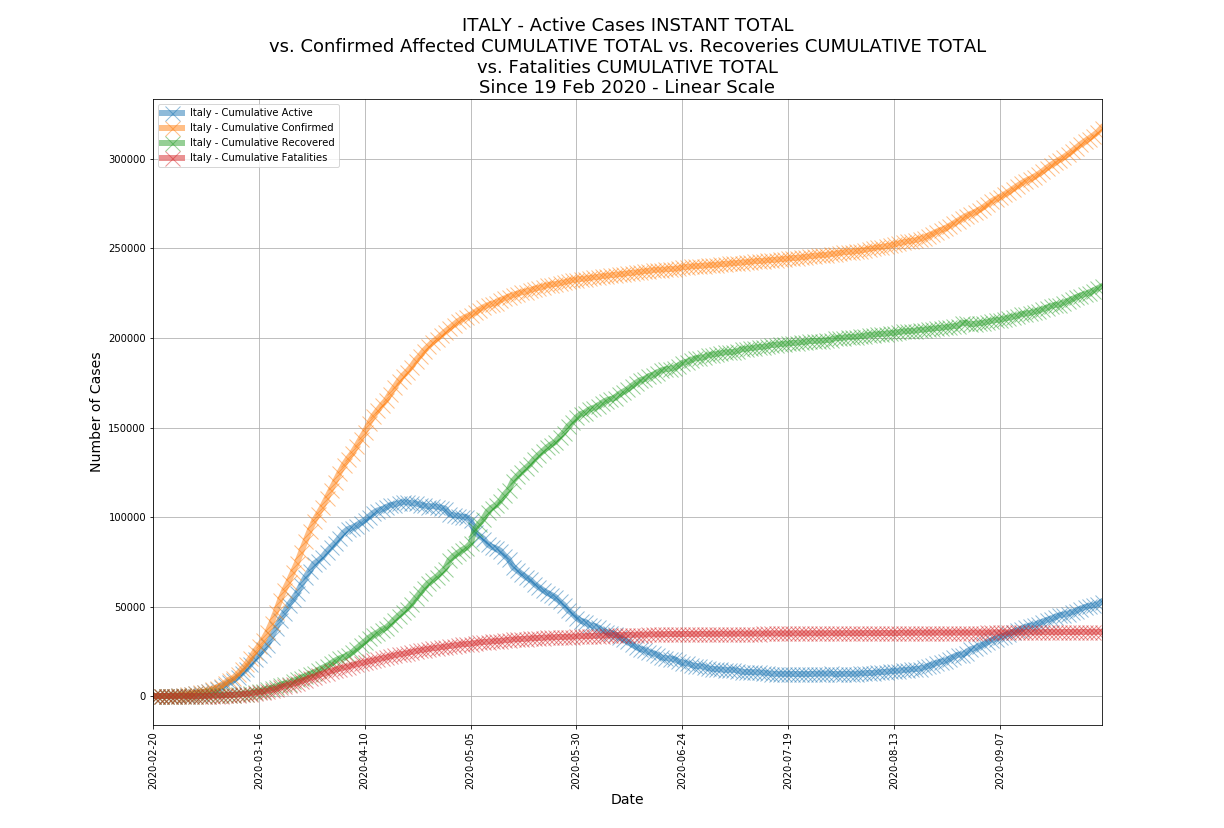 ITALY - Active Cases INSTANT TOTAL
vs. Confirmed Affected CUMULATIVE TOTAL vs. Recoveries CUMULATIVE TOTAL
vs. Fatalities CUMULATIVE TOTAL
Since 19 Feb 2020 - Linear Scale
Italy - Cumulative Active
Italy - Cumulative Confirmed
Italy - Cumulative Recovered
Italy - Cumulative Fatalities
Number of Cases
300000
250000
200000
150000
100000
50000
0
2020-02-20
2020-03-16
2020-04-10
2020-05-05
2020-05-30
2020-06-24
2020-07-19
2020-08-13
2020-09-07
Date